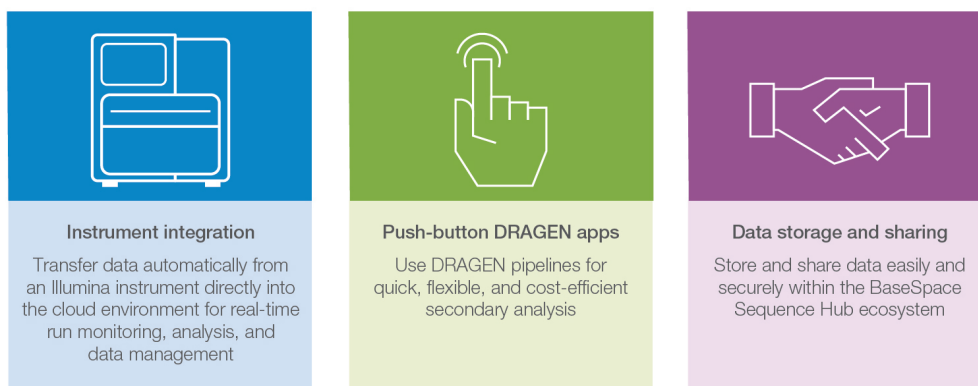 Instrument integration
Transfer data automatically from
an Illumina instrument directly into
the cloud environment for real-time
run monitoring, analysis, and
data management
Push-button DRAGEN apps
Use DRAGEN pipelines for
quick, flexible, and cost-efficient
secondary analysis
Data storage and sharing
Store and share data easily and
securely within the BaseSpace
Sequence Hub ecosystem